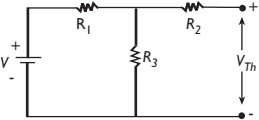 R1
R2
+
+
V
R3
VTh
-
-